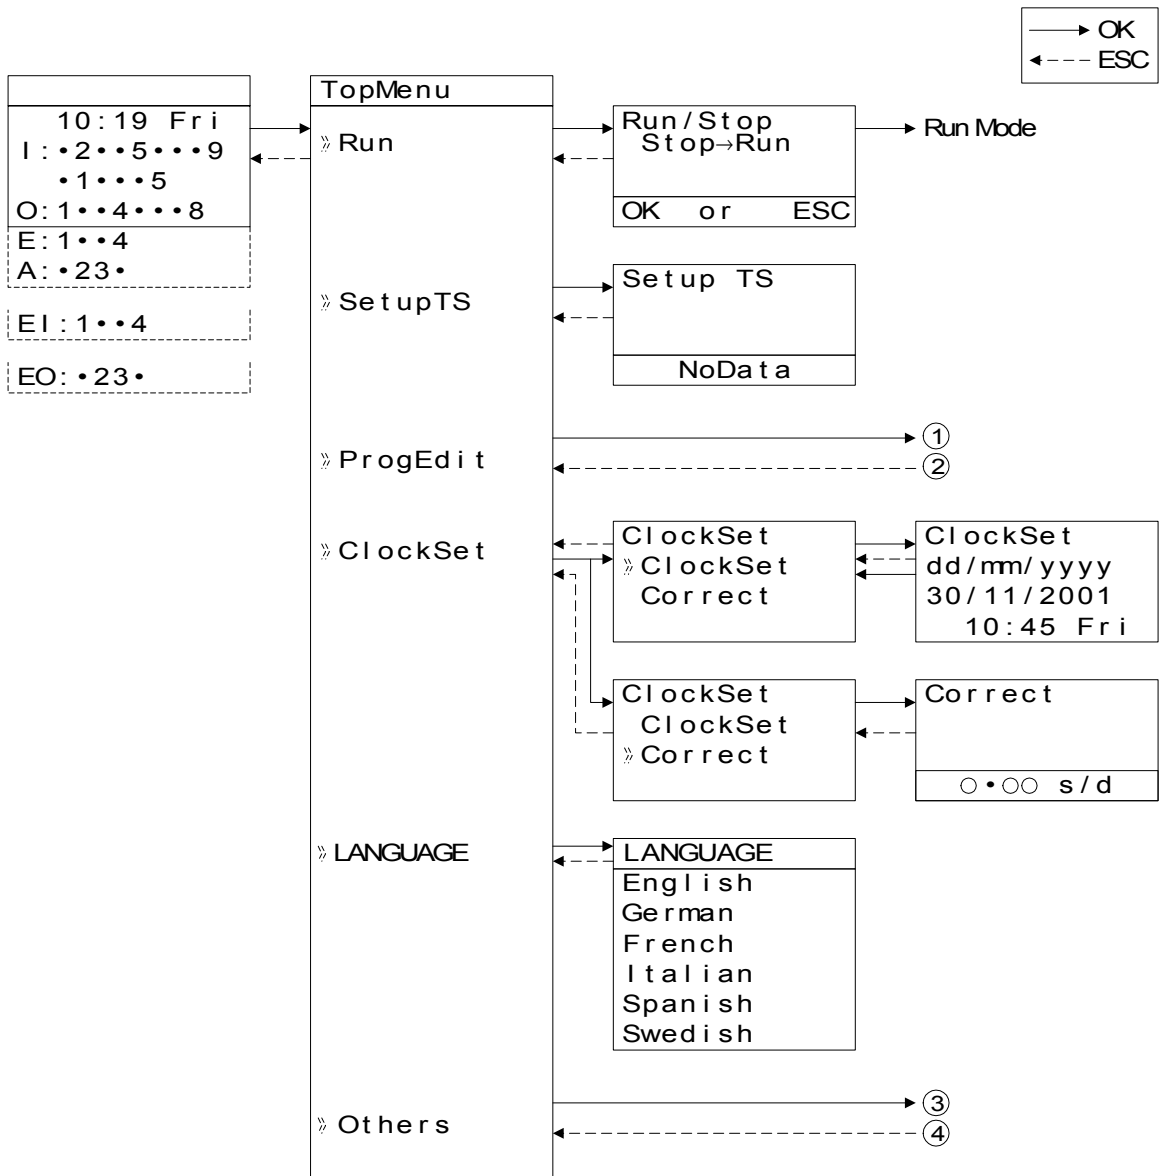 OK
ESC
10:19 Fri
I:•2••5•••9
•1•••5
O:1••4•••8
E:1••4
A:•23•
EI:1••4
EO:•23•
TopMenu
Run
SetupTS
ProgEdit
ClockSet
LANGUAGE
Others
Run/Stop
Stop→Run
OK or ESC
Run Mode
Setup TS
NoData
①
②
ClockSet
ClockSet
Correct
ClockSet
dd/mm/yyyy
30/11/2001
10:45 Fri
ClockSet
ClockSet
Correct
Correct
○•○○ s/d
LANGUAGE
English
German
French
Italian
Spanish
Swedish
③
④